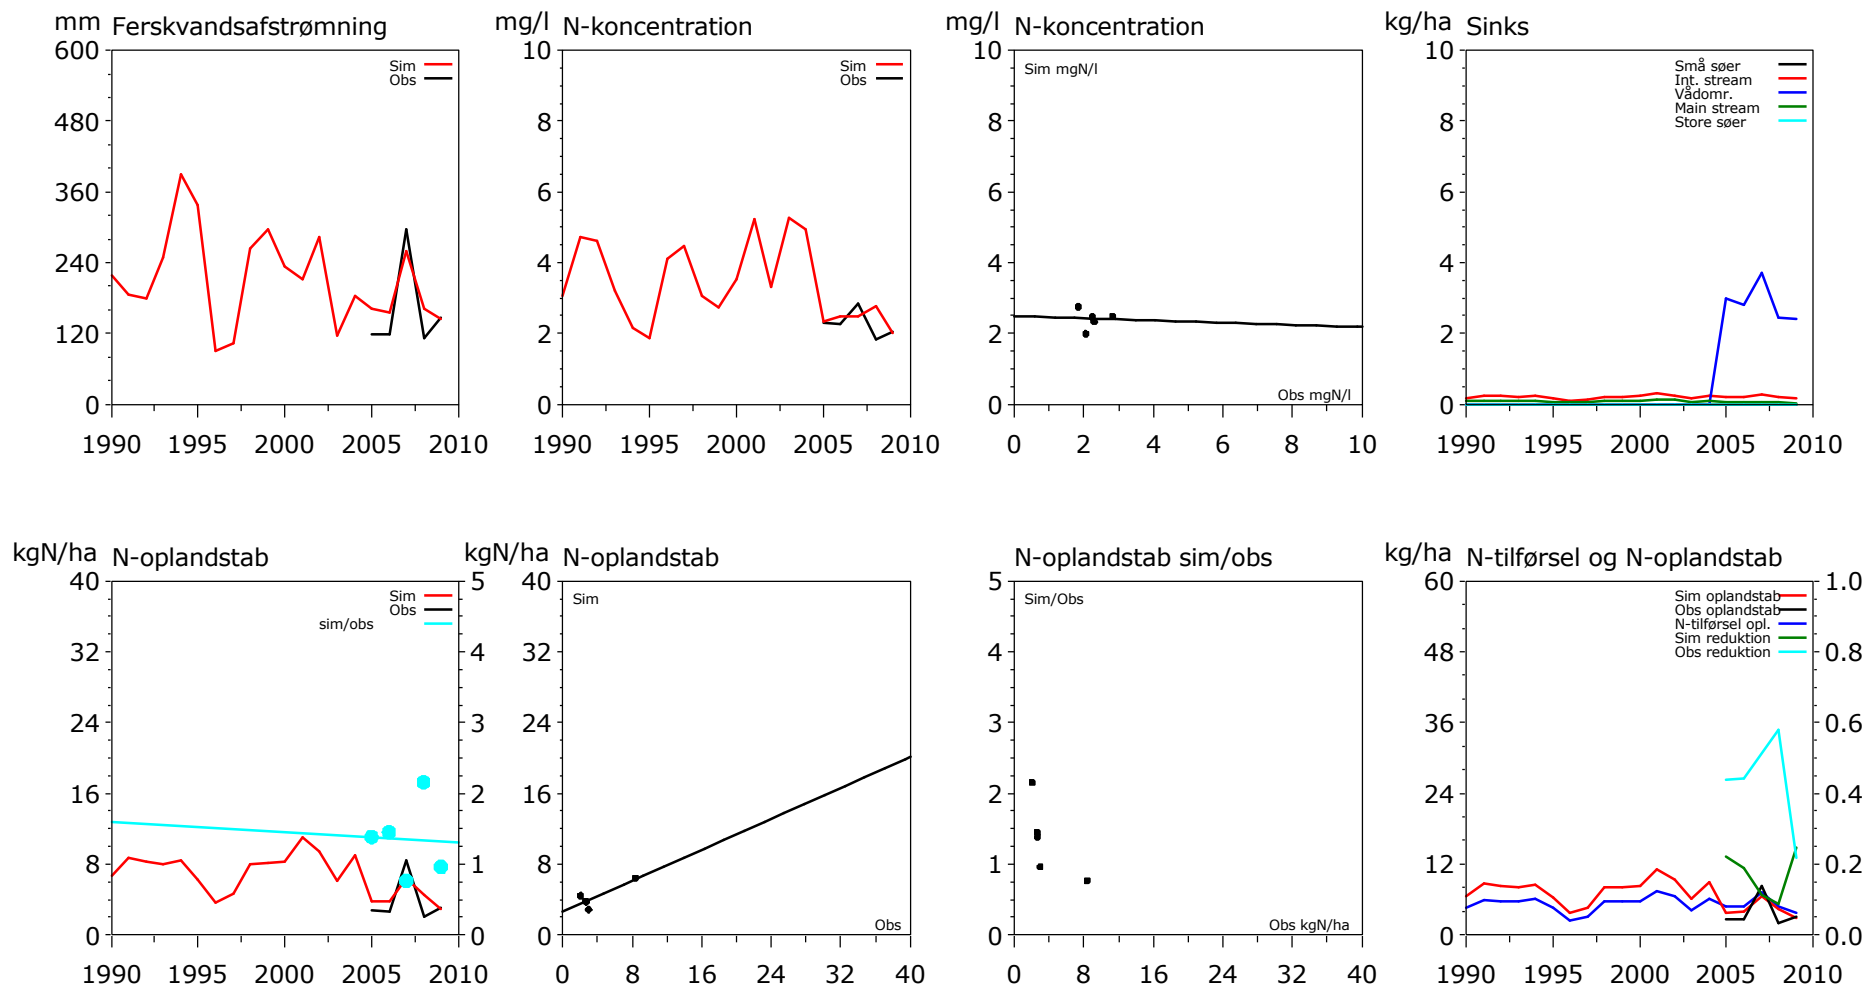 mm Ferskvandsafstrømning
600
480
360
240
120
0
1990 1995 2000 2005 2010
Sim
Obs
mg/l N-koncentration
10
8
6
4
2
0
1990 1995 2000 2005 2010
Sim
Obs
mg/l N-koncentration
10
8
6
4
2
0
0 2 4 6 8 10
Sim mgN/l
Obs mgN/l
kg/ha Sinks
10
8
6
4
2
0
1990 1995 2000 2005 2010
Små søer
Int. stream
Vådomr.
Main stream
Store søer
kgN/ha N-oplandstab
40
32
24
16
8
0
1990 1995 2000 2005 2010
5
4
3
2
1
0
Sim
Obs
sim/obs
kgN/ha N-oplandstab
40
32
24
16
8
0
0 8 16 24 32 40
Sim
Obs
N-oplandstab sim/obs
5
4
3
2
1
0
0 8 16 24 32 40
Sim/Obs
Obs kgN/ha
kg/ha N-tilførsel og N-oplandstab
60
48
36
24
12
0
1990 1995 2000 2005 2010
1.0
0.8
0.6
0.4
0.2
0.0
Sim oplandstab
Obs oplandstab
N-tilførsel opl.
Sim reduktion
Obs reduktion